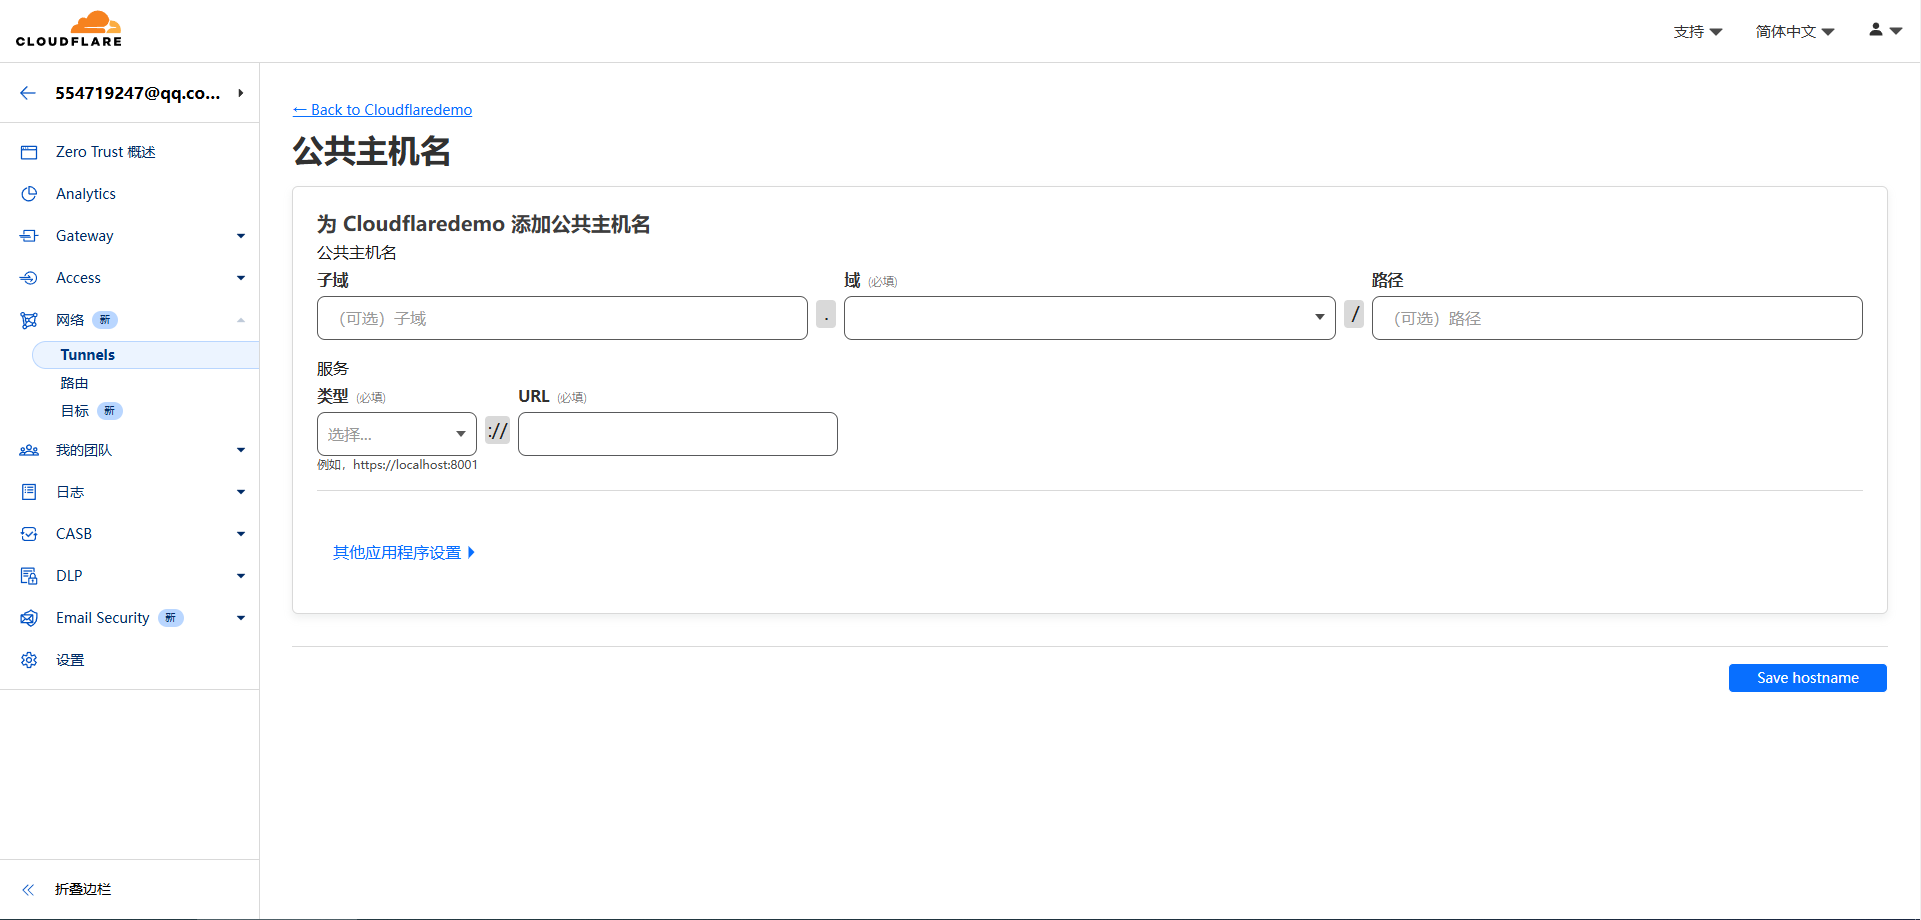 CLOUDFLARE
支持
简体中文
554719247@qq.co...
Zero Trust 概述
Analytics
Gateway
Access
网络 新
Tunnels
路由
目标 新
我的团队
日志
CASB
DLP
Email Security 新
设置
折叠边栏
← Back to Cloudflaredemo
公共主机名
为 Cloudflaredemo 添加公共主机名
公共主机名
子域 域 (必填) 路径
（可选）子域 . / （可选）路径
服务
类型 (必填) URL (必填)
选择... ://
例如，https://localhost:8001
其他应用程序设置
Save hostname